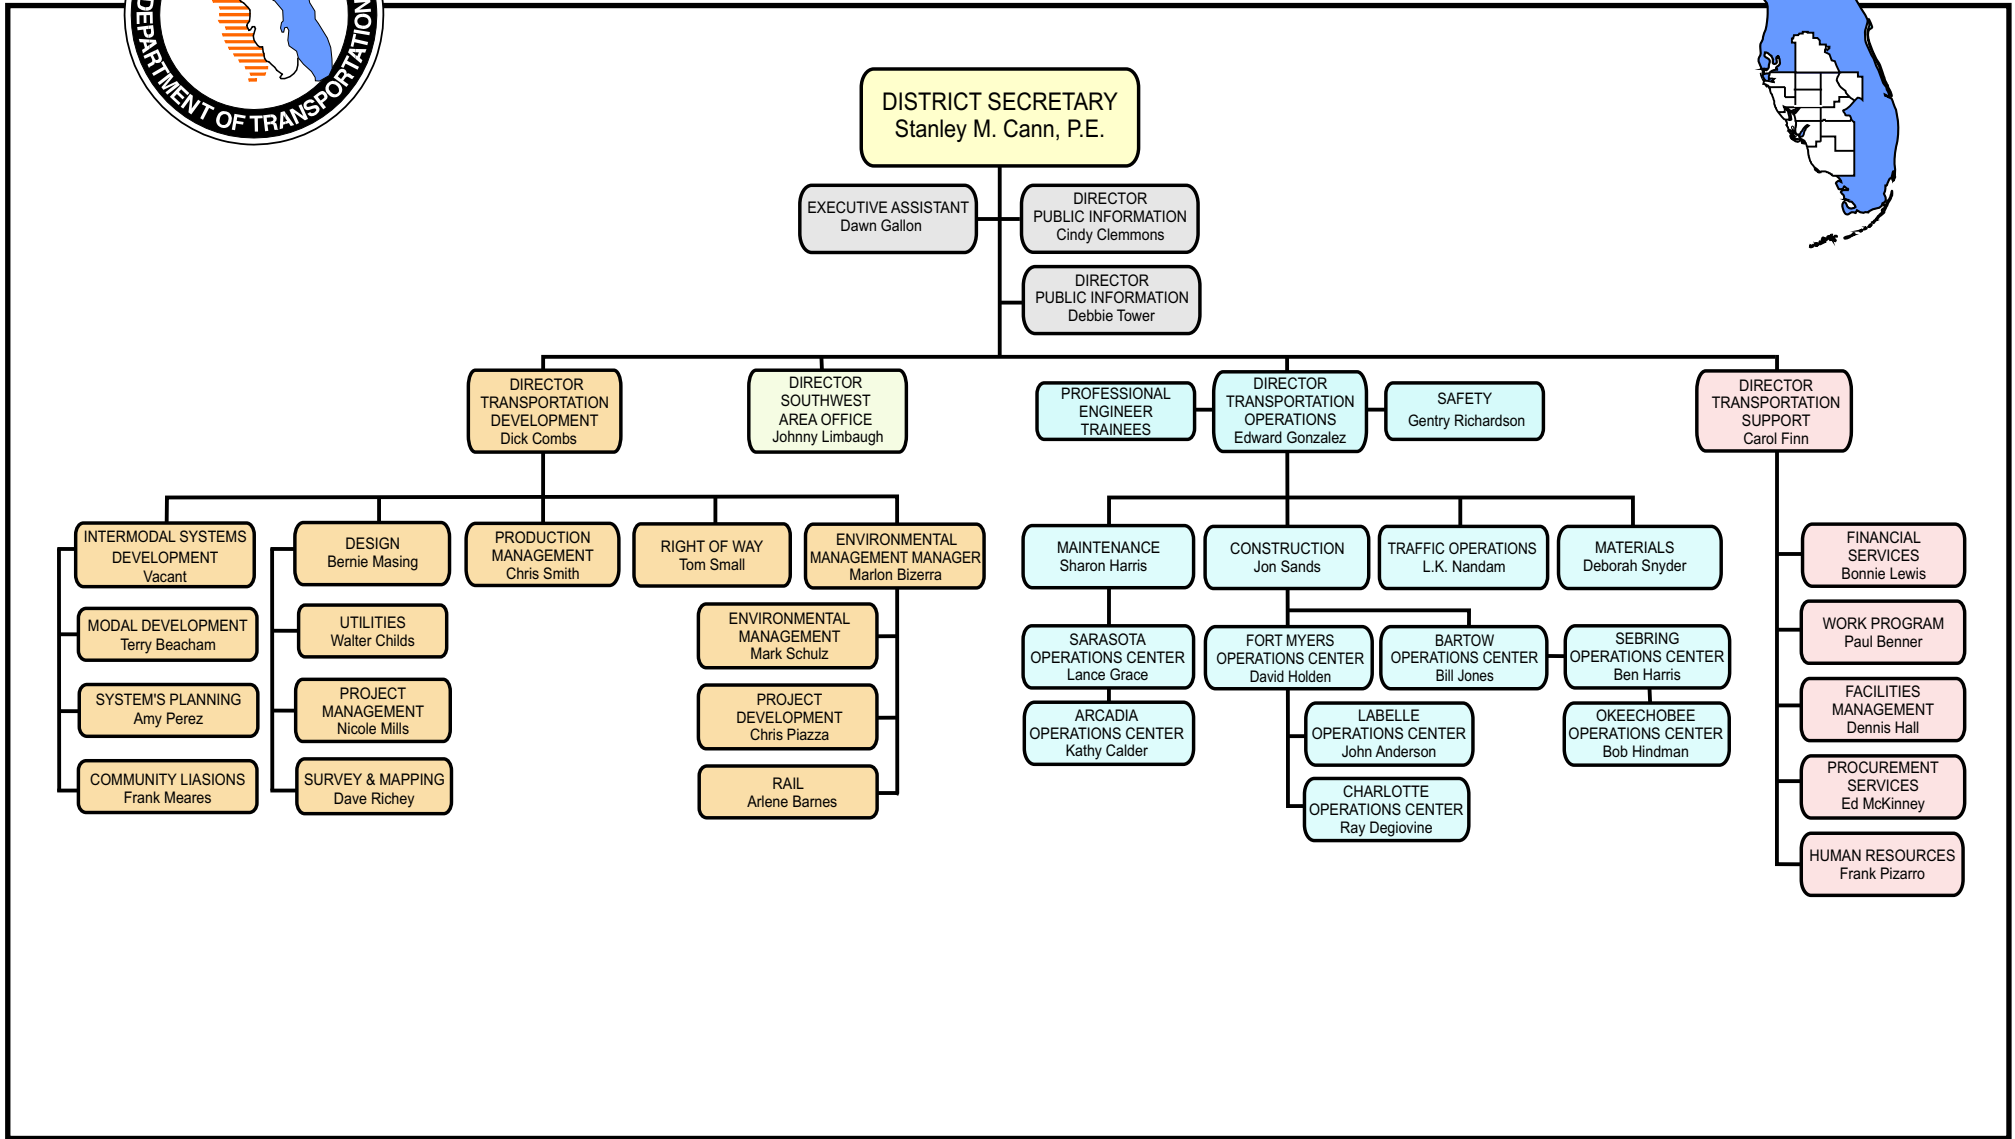 DEPARTMENT OF TRANSPORTATION
DISTRICT SECRETARY
Stanley M. Cann, P.E.
EXECUTIVE ASSISTANT
Dawn Gallon
DIRECTOR
PUBLIC INFORMATION
Cindy Clemmons
DIRECTOR
PUBLIC INFORMATION
Debbie Tower
DIRECTOR
TRANSPORTATION
DEVELOPMENT
Dick Combs
DIRECTOR
SOUTHWEST
AREA OFFICE
Johnny Limbaugh
PROFESSIONAL
ENGINEER
TRAINEES
DIRECTOR
TRANSPORTATION
OPERATIONS
Edward Gonzalez
SAFETY
Gentry Richardson
DIRECTOR
TRANSPORTATION
SUPPORT
Carol Finn
INTERMODAL SYSTEMS
DEVELOPMENT
Vacant
DESIGN
Bernie Masing
PRODUCTION
MANAGEMENT
Chris Smith
RIGHT OF WAY
Tom Small
ENVIRONMENTAL
MANAGEMENT MANAGER
Marlon Bizerra
MAINTENANCE
Sharon Harris
CONSTRUCTION
Jon Sands
TRAFFIC OPERATIONS
L.K. Nandam
MATERIALS
Deborah Snyder
FINANCIAL
SERVICES
Bonnie Lewis
MODAL DEVELOPMENT
Terry Beacham
UTILITIES
Walter Childs
ENVIRONMENTAL
MANAGEMENT
Mark Schulz
SARASOTA
OPERATIONS CENTER
Lance Grace
FORT MYERS
OPERATIONS CENTER
David Holden
BARTOW
OPERATIONS CENTER
Bill Jones
SEBRING
OPERATIONS CENTER
Ben Harris
WORK PROGRAM
Paul Benner
SYSTEM'S PLANNING
Amy Perez
PROJECT
MANAGEMENT
Nicole Mills
PROJECT
DEVELOPMENT
Chris Piazza
ARCADIA
OPERATIONS CENTER
Kathy Calder
LABELLE
OPERATIONS CENTER
John Anderson
OKEECHOBEE
OPERATIONS CENTER
Bob Hindman
FACILITIES
MANAGEMENT
Dennis Hall
COMMUNITY LIASIONS
Frank Meares
SURVEY & MAPPING
Dave Richey
RAIL
Arlene Barnes
CHARLOTTE
OPERATIONS CENTER
Ray Degiovine
PROCUREMENT
SERVICES
Ed McKinney
HUMAN RESOURCES
Frank Pizarro